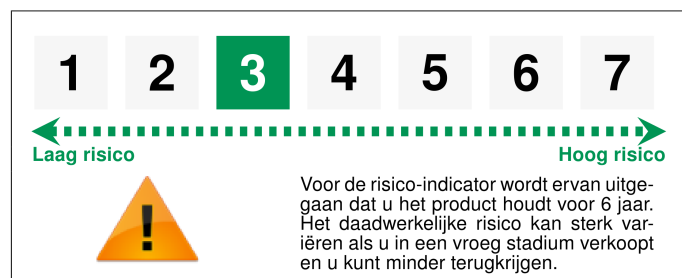 1 2 3 4 5 6 7
Laag risico Hoog risico
Voor de risico-indicator wordt ervan uitge-
gaan dat u het product houdt voor 6 jaar.
Het daadwerkelijke risico kan sterk var-
iëren als u in een vroeg stadium verkoopt
en u kunt minder terugkrijgen.